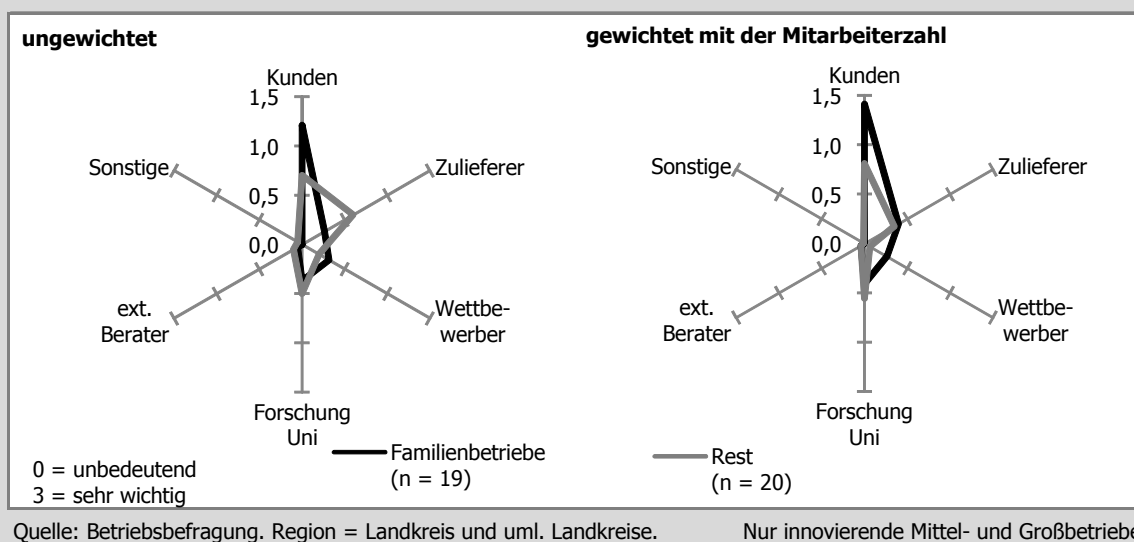 ungewichtet
gewichtet mit der Mitarbeiterzahl
Kunden
1,5
1,0
0,5
0,0
Sonstige
Zulieferer
ext.
Berater
Wettbe-
werber
Forschung
Uni
Kunden
1,5
1,0
0,5
0,0
Sonstige
Zulieferer
ext.
Berater
Wettbe-
werber
Forschung
Uni
0 = unbedeutend
3 = sehr wichtig
Familienbetriebe
(n = 19)
Rest
(n = 20)
Quelle: Betriebsbefragung. Region = Landkreis und uml. Landkreise. Nur innovierende Mittel- und Großbetriebe